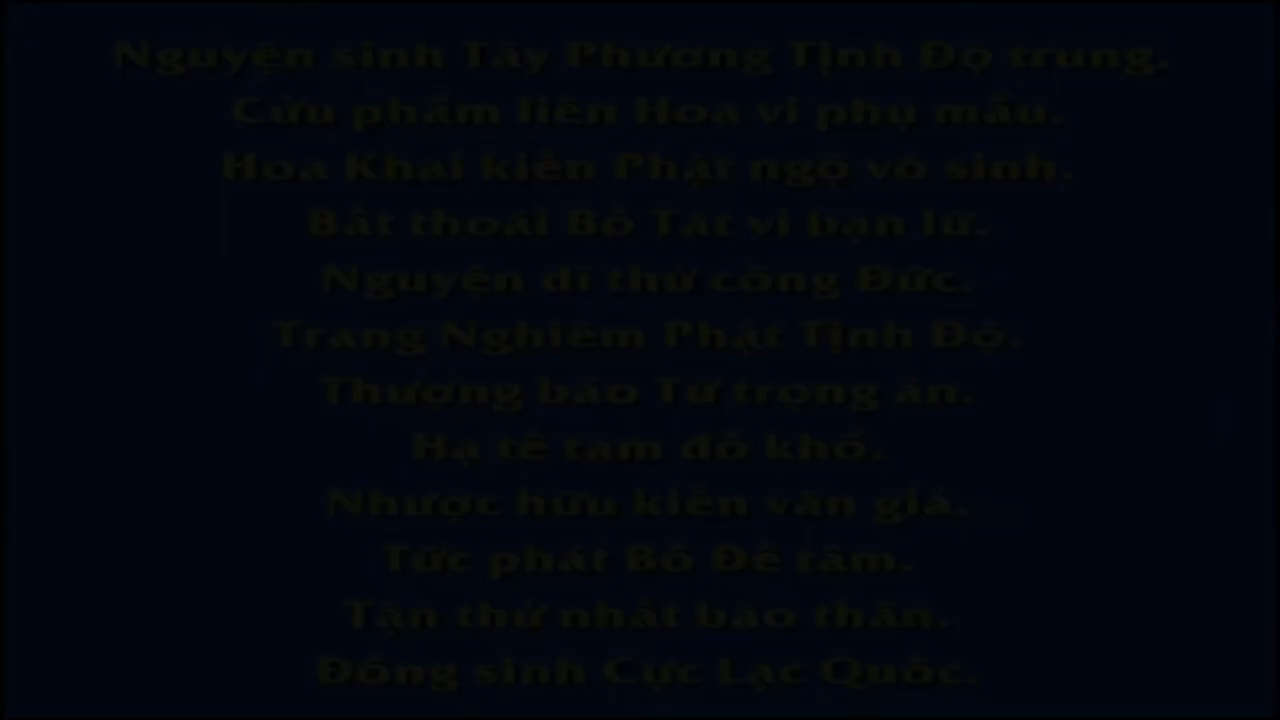 Nguyện sinh Tây Phương Tịnh Độ trung.
Cửu phẩm liên Hoa vi phụ mẫu.
Hoa Khai kiến Phật ngộ vô sinh.
Bất thoái Bồ Tát vi bạn lữ.
Nguyện dĩ thử công Đức.
Trang Nghiêm Phật Tịnh Độ.
Thượng báo Tứ trọng ân.
Hạ tế tam đồ khổ.
Nhược hữu kiến văn giả.
Tức phát Bồ Đề tâm.
Tận thử nhất báo thân.
Đồng sinh Cực Lạc Quốc.